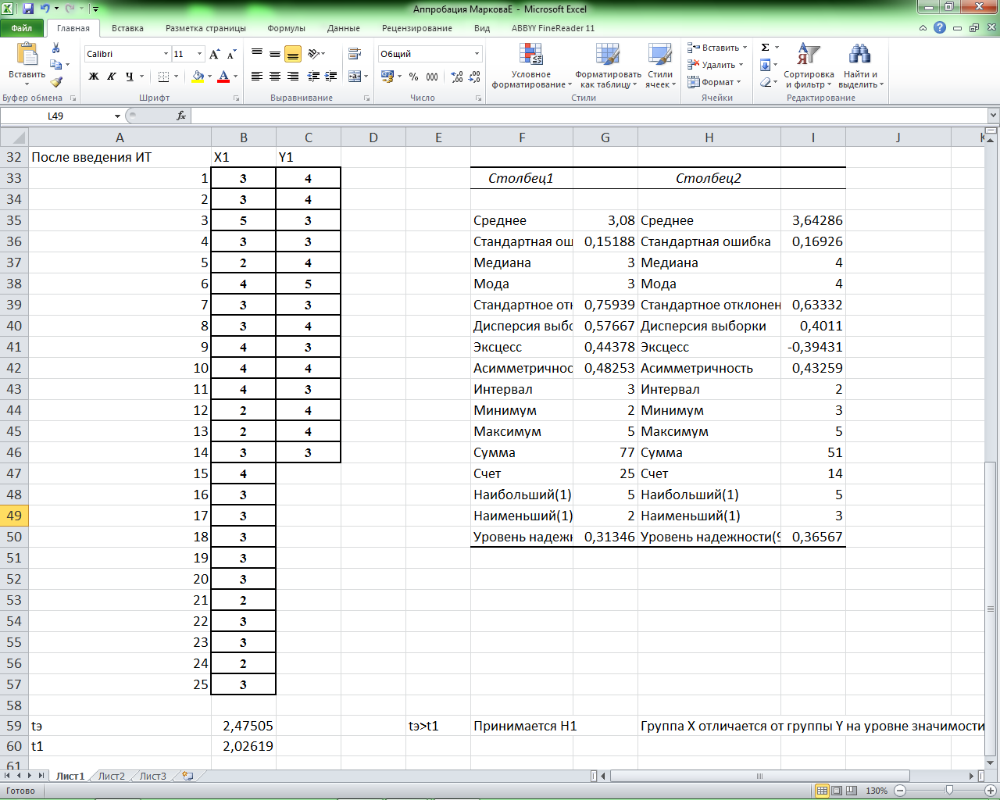 Аппробация МарковаЕ - Microsoft Excel
Файл Главная Вставка Разметка страницы Формулы Данные Рецензирование Вид ABBYY FineReader 11
Вставить
Calibri 11
Ж К Ч
Общий
% 000
Условное форматирование
Форматировать как таблицу
Стили ячеек
Вставить
Удалить
Формат
Сортировка и фильтр
Найти и выделить
Буфер обмена Шрифт Выравнивание Число Стили Ячейки Редактирование
L49 fx
A B C D E F G H I J K
32 После введения ИТ X1 Y1
33 1 3 4 Столбец1 Столбец2
34 2 3 4
35 3 5 3 Среднее 3,08 Среднее 3,64286
36 4 3 3 Стандартная ош 0,15188 Стандартная ошибка 0,16926
37 5 2 4 Медиана 3 Медиана 4
38 6 4 5 Мода 3 Мода 4
39 7 3 3 Стандартное отк 0,75939 Стандартное отклонен 0,63332
40 8 3 4 Дисперсия выбо 0,57667 Дисперсия выборки 0,4011
41 9 4 3 Эксцесс 0,44378 Эксцесс -0,39431
42 10 4 4 Асимметричнос 0,48253 Асимметричность 0,43259
43 11 4 3 Интервал 3 Интервал 2
44 12 2 4 Минимум 2 Минимум 3
45 13 2 4 Максимум 5 Максимум 5
46 14 3 3 Сумма 77 Сумма 51
47 15 4 Счет 25 Счет 14
48 16 3 Наибольший(1) 5 Наибольший(1) 5
49 17 3 Наименьший(1) 2 Наименьший(1) 3
50 18 3 Уровень надежн 0,31346 Уровень надежности(9 0,36567
51 19 3
52 20 3
53 21 2
54 22 3
55 23 3
56 24 2
57 25 3
58
59 tэ 2,47505 tэ>t1 Принимается H1 Группа X отличается от группы Y на уровне значимости
60 t1 2,02619
61
Лист1 Лист2 Лист3
Готово 130%